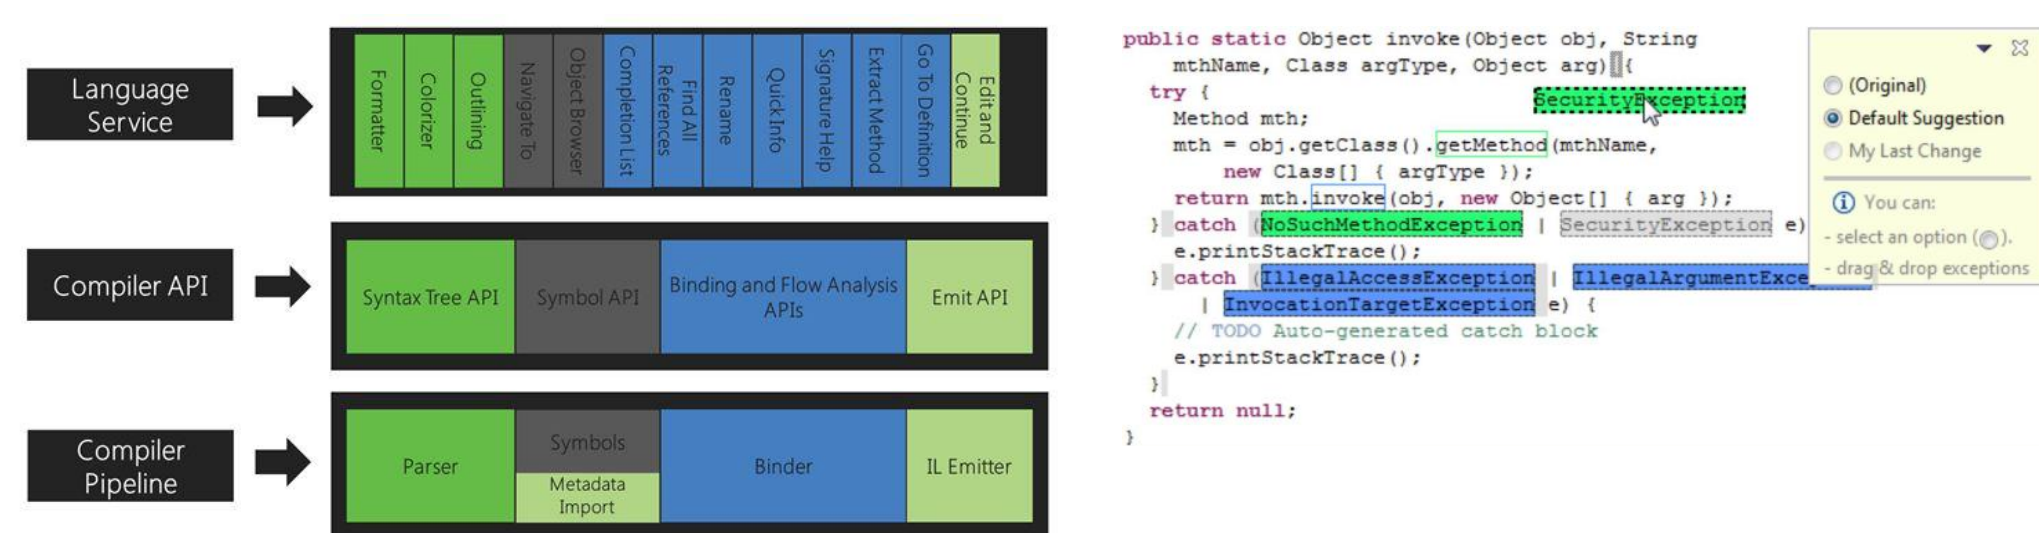 Language
Service
Formatter
Colorizer
Outlining
Navigate To
Object Browser
Completion List
Find All
References
Rename
Quick Info
Signature Help
Extract Method
Go To Definition
Edit and
Continue
Compiler API
Syntax Tree API
Symbol API
Binding and Flow Analysis
APIs
Emit API
Compiler
Pipeline
Parser
Symbols
Metadata
Import
Binder
IL Emitter
public static Object invoke(Object obj, String
mthName, Class argType, Object arg) {
try {
SecurityException
Method mth;
mth = obj.getClass().getMethod(mthName,
new Class[] { argType });
return mth.invoke(obj, new Object[] { arg });
} catch (NoSuchMethodException | SecurityException e)
e.printStackTrace();
} catch (IllegalAccessException | IllegalArgumentExce
| InvocationTargetException e) {
// TODO Auto-generated catch block
e.printStackTrace();
}
return null;
}
(Original)
Default Suggestion
My Last Change
You can:
- select an option ( ).
- drag & drop exceptions